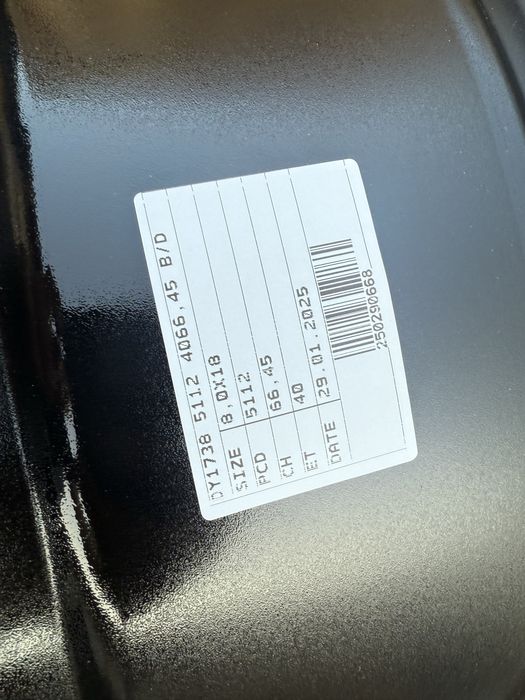 DY1738 5112 4066,45 B/D
SIZE 8,0X18
PCD 5112
CH 66,45
ET 40
DATE 29.01.2025
250290668